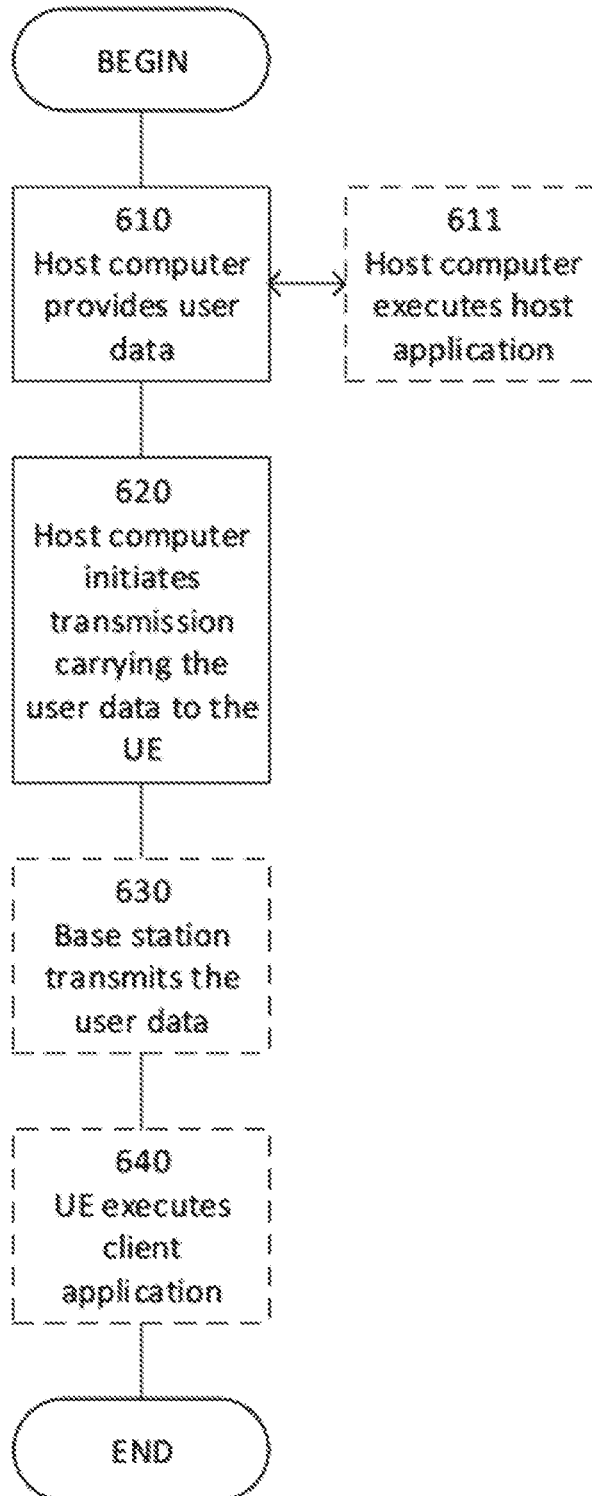 BEGIN
610
Host computer
provides user
data
611
Host computer
executes host
application
620
Host computer
initiates
transmission
carrying the
user data to the
UE
630
Base station
transmits the
user data
640
UE executes
client
application
END